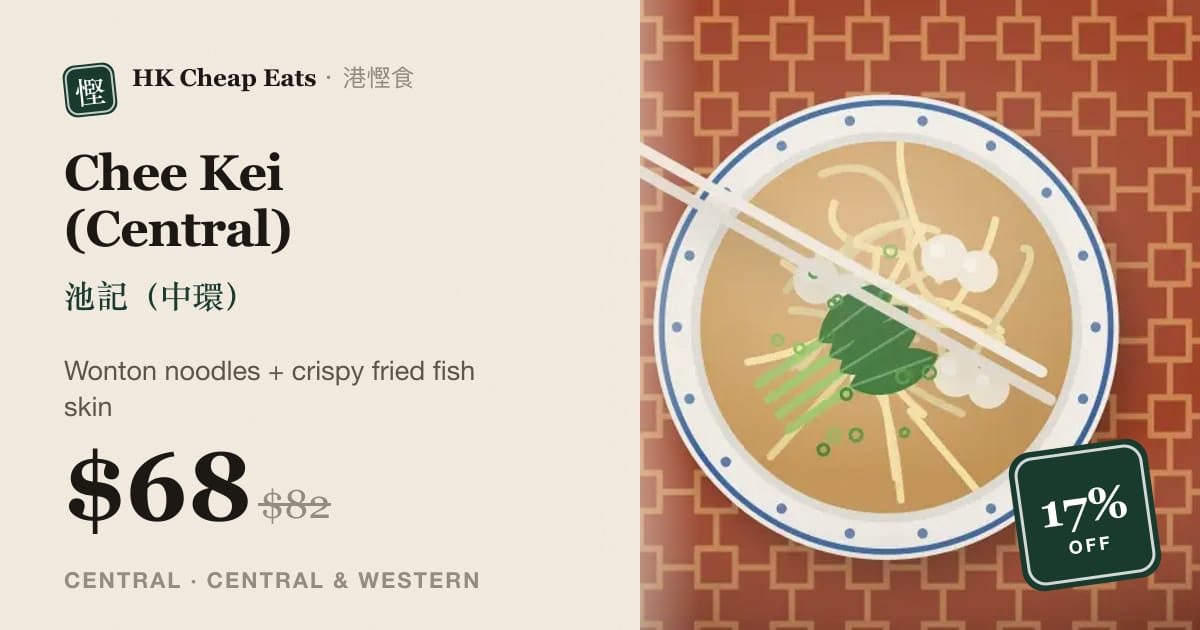 慳
HK Cheap Eats · 港慳食
Chee Kei
(Central)
池記（中環）
Wonton noodles + crispy fried fish
skin
$68 $82
CENTRAL · CENTRAL & WESTERN
17%
OFF